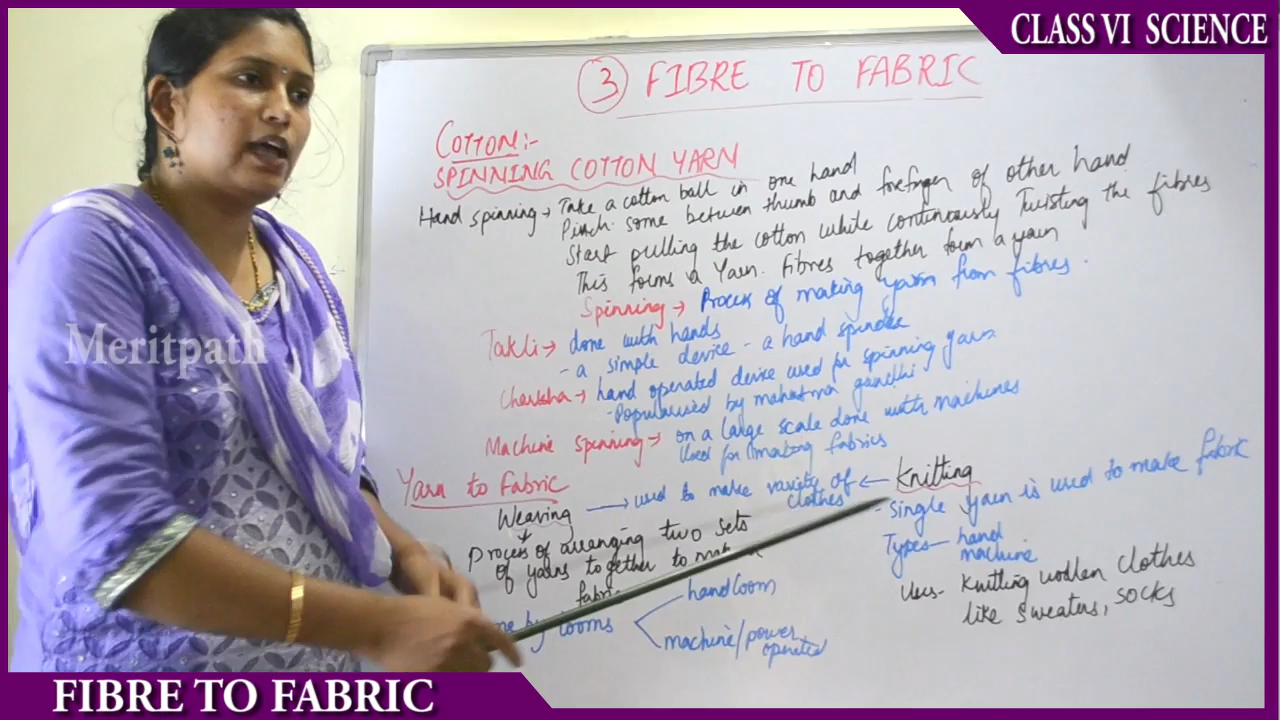 CLASS VI SCIENCE
3 FIBRE TO FABRIC
COTTON:-
SPINNING COTTON YARN
Hand spinning → Take a cotton ball in one hand
Pinch some between thumb and forefinger of other hand
Start pulling the cotton while continuously Twisting the fibres
This forms a Yarn. Fibres together form a yarn
Spinning → Process of making yarn from fibres.
Takli → done with hands
- a simple device - a hand spindle
Charkha → hand operated device used for spinning yarn
- Popularised by mahatma gandhi
Machine Spinning → on a large scale done with machines
Used for making fabrics
Yarn to Fabric
Weaving → used to make variety of clothes ← Knitting
Process of arranging two sets
of yarns together to
by looms
handloom
machine/power operated
- Single yarn is used to make fabric
Types - hand
machine
Uses - Knitting woolen clothes
like sweaters, socks
Meritpath
FIBRE TO FABRIC